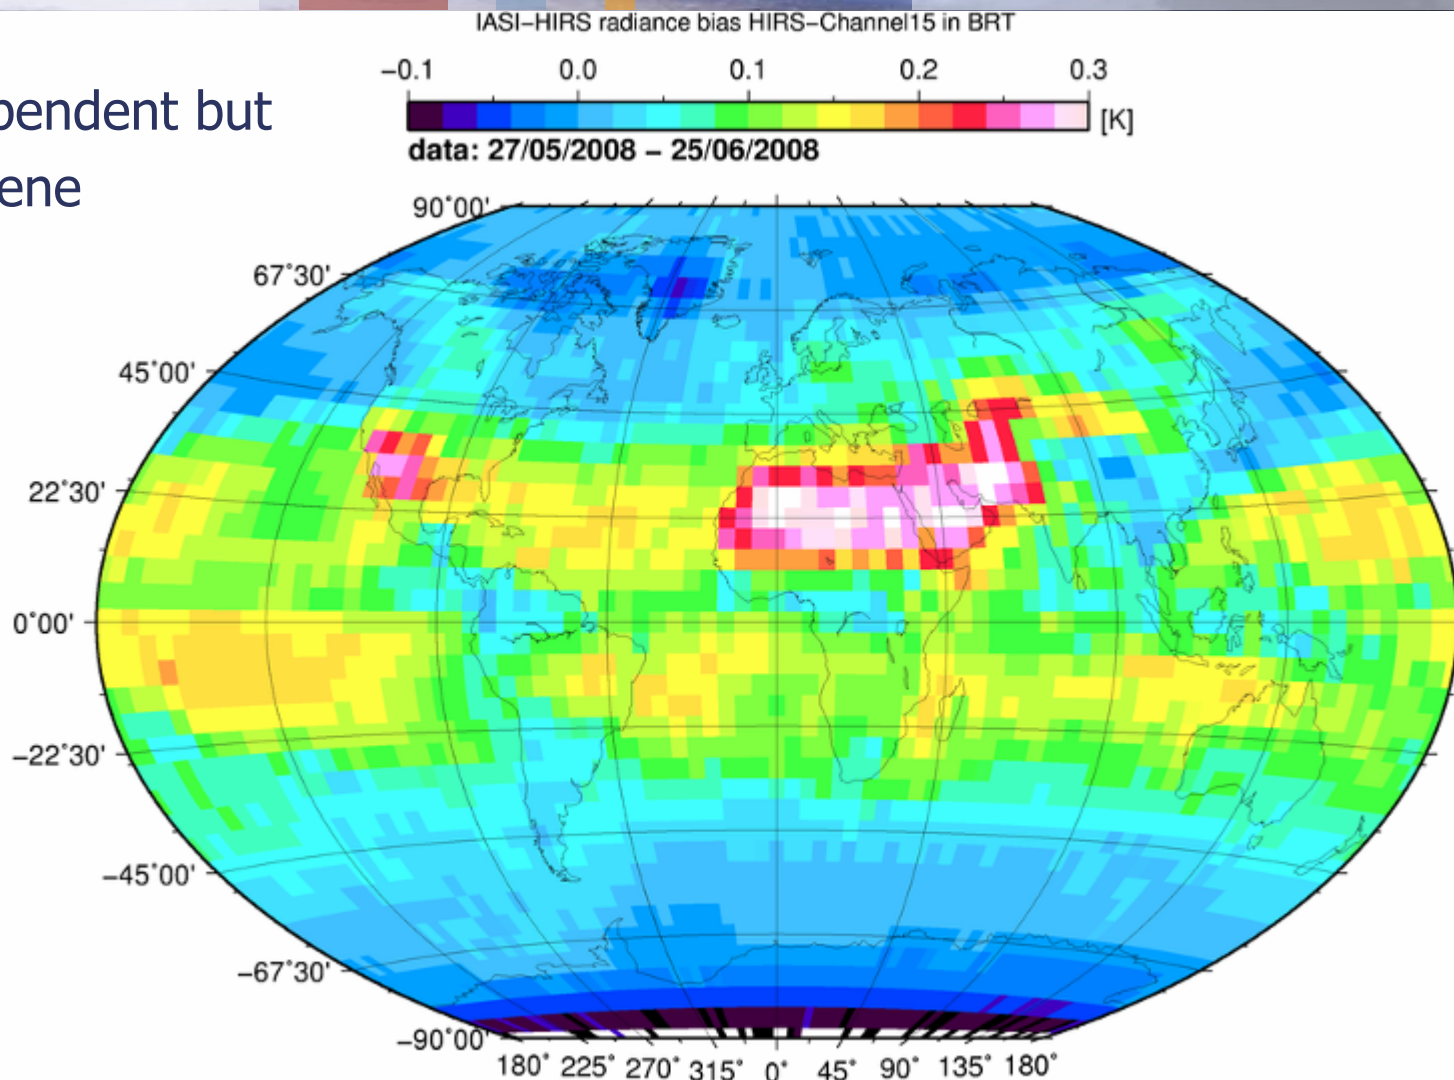 IASI−HIRS radiance bias HIRS−Channel15 in BRT
−0.1 0.0 0.1 0.2 0.3
[K]
data: 27/05/2008 − 25/06/2008
pendent but
ene
90˚00'
67˚30'
45˚00'
22˚30'
0˚00'
−22˚30'
−45˚00'
−67˚30'
−90˚00'
180˚ 225˚ 270˚ 315˚ 0˚ 45˚ 90˚ 135˚ 180˚